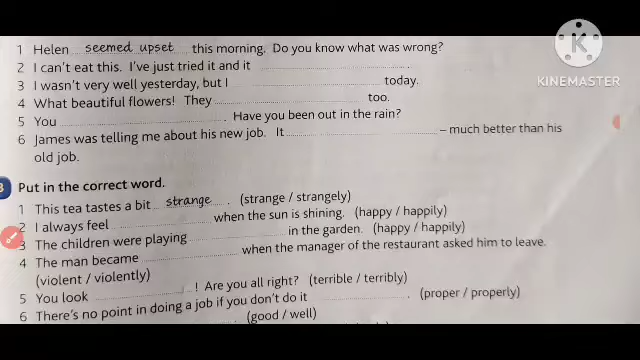 1 Helen seemed upset this morning. Do you know what was wrong?
2 I can't eat this. I've just tried it and it .
3 I wasn't very well yesterday, but I today.
4 What beautiful flowers! They too.
5 You . Have you been out in the rain?
6 James was telling me about his new job. It – much better than his
old job.
Put in the correct word.
1 This tea tastes a bit strange . (strange / strangely)
2 I always feel when the sun is shining. (happy / happily)
3 The children were playing in the garden. (happy / happily)
4 The man became when the manager of the restaurant asked him to leave.
(violent / violently)
5 You look ! Are you all right? (terrible / terribly)
6 There's no point in doing a job if you don't do it . (proper / properly)
. (good / well)
K
KINEMASTER